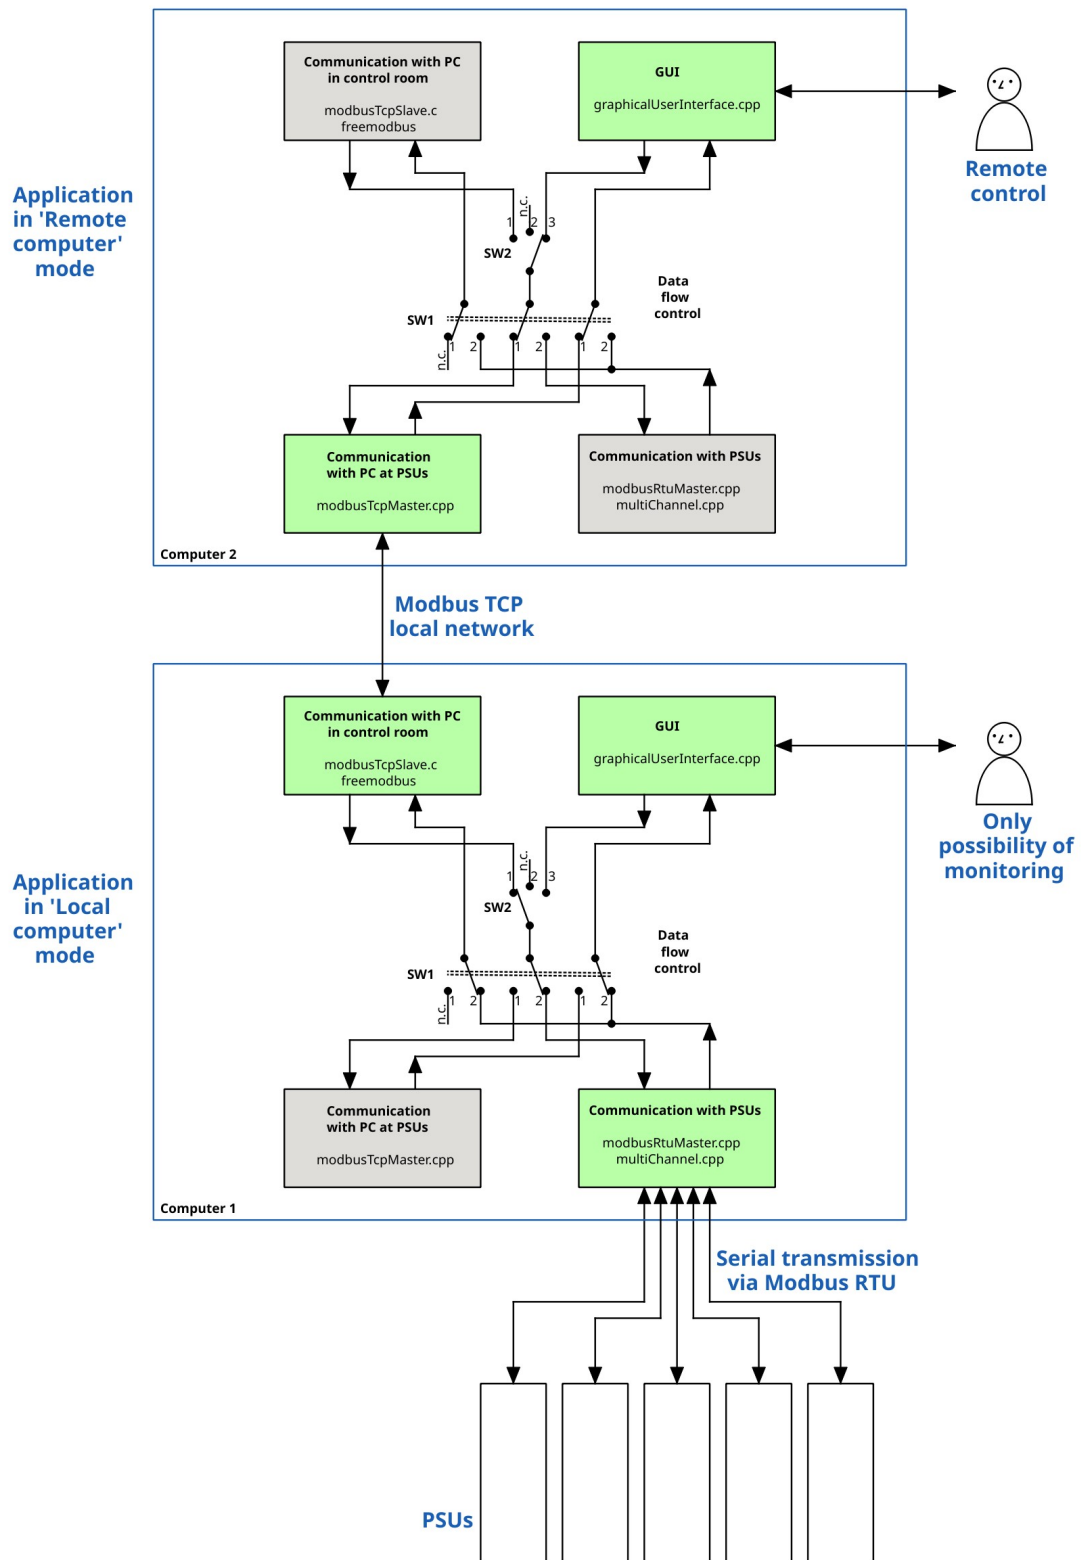 Communication with PC
in control room
modbusTcpSlave.c
freemodbus
GUI
graphicalUserInterface.cpp
Remote
control
Application
in 'Remote
computer'
mode
n.c.
1 2 3
SW2
Data
flow
control
SW1
n.c.
1 2 1 2 1 2
Communication
with PC at PSUs
modbusTcpMaster.cpp
Communication with PSUs
modbusRtuMaster.cpp
multiChannel.cpp
Computer 2
Modbus TCP
local network
Communication with PC
in control room
modbusTcpSlave.c
freemodbus
GUI
graphicalUserInterface.cpp
Only
possibility of
monitoring
Application
in 'Local
computer'
mode
n.c.
1 2 3
SW2
Data
flow
control
SW1
n.c.
1 2 1 2 1 2
Communication
with PC at PSUs
modbusTcpMaster.cpp
Communication with PSUs
modbusRtuMaster.cpp
multiChannel.cpp
Computer 1
Serial transmission
via Modbus RTU
PSUs